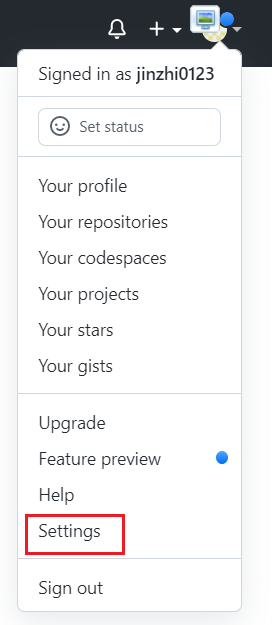 Signed in as jinzhi0123
Set status
Your profile
Your repositories
Your codespaces
Your projects
Your stars
Your gists
Upgrade
Feature preview
Help
Settings
Sign out